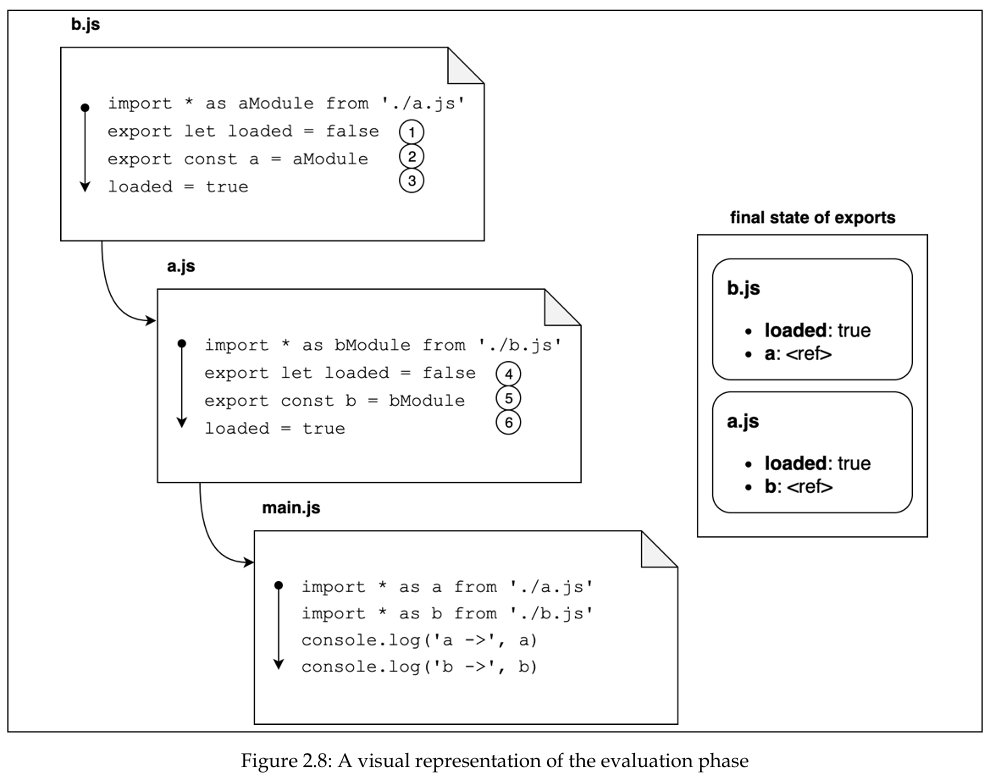 b.js
import * as aModule from './a.js'
export let loaded = false 1
export const a = aModule 2
loaded = true 3
a.js
import * as bModule from './b.js'
export let loaded = false 4
export const b = bModule 5
loaded = true 6
main.js
import * as a from './a.js'
import * as b from './b.js'
console.log('a ->', a)
console.log('b ->', b)
final state of exports
b.js
• loaded: true
• a: <ref>
a.js
• loaded: true
• b: <ref>
Figure 2.8: A visual representation of the evaluation phase